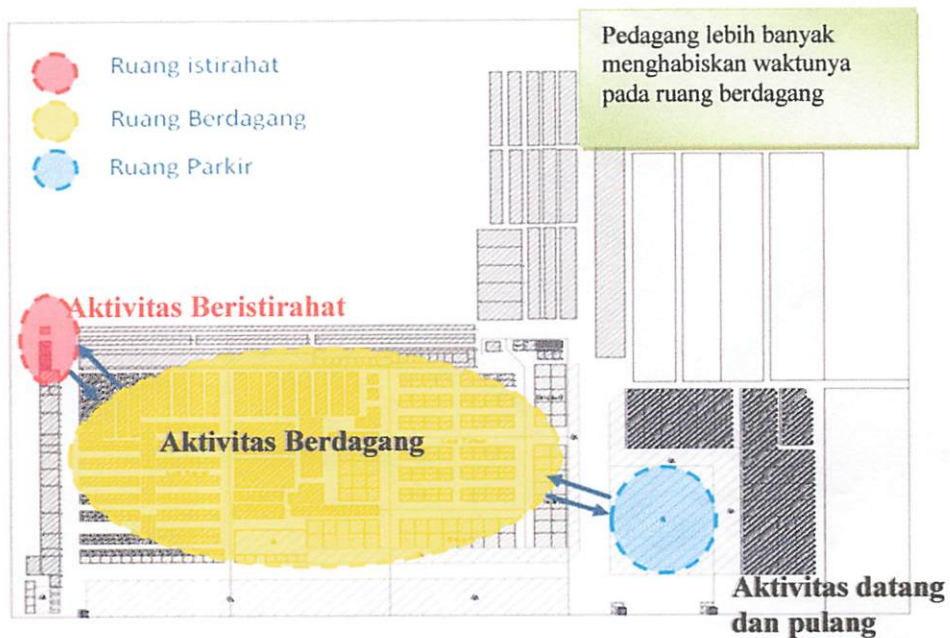 Ruang istirahat
Ruang Berdagang
Ruang Parkir
Pedagang lebih banyak
menghabiskan waktunya
pada ruang berdagang
Aktivitas Beristirahat
Aktivitas Berdagang
Aktivitas datang
dan pulang